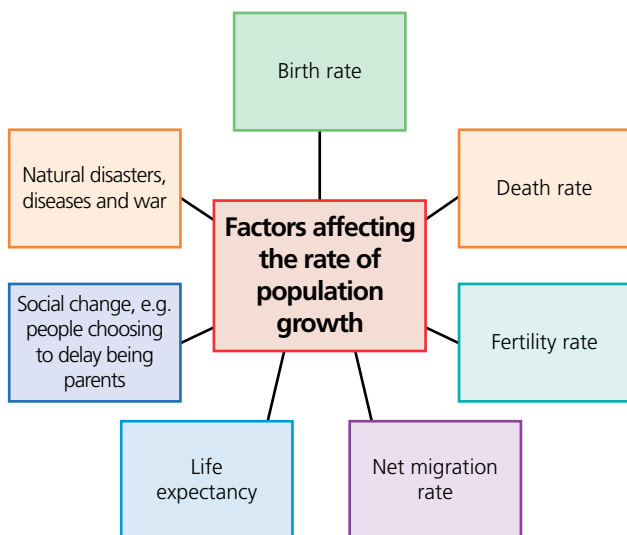 Birth rate
Natural disasters,
diseases and war
Death rate
Factors affecting
the rate of
population
growth
Social change, e.g.
people choosing
to delay being
parents
Fertility rate
Life
expectancy
Net migration
rate